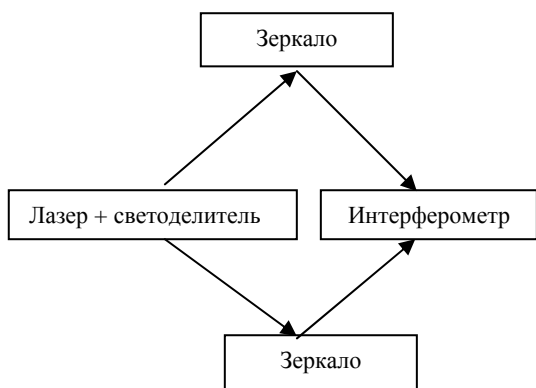 Зеркало
Лазер + светоделитель
Интерферометр
Зеркало